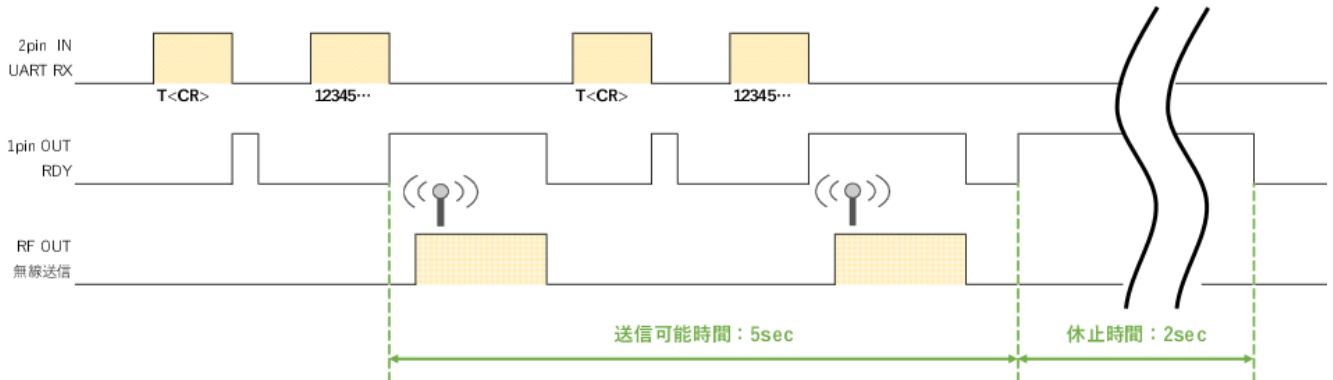 2pin IN
UART RX
T<CR>
12345…
T<CR>
12345…
1pin OUT
RDY
RF OUT
無線送信
送信可能時間：5sec
休止時間：2sec